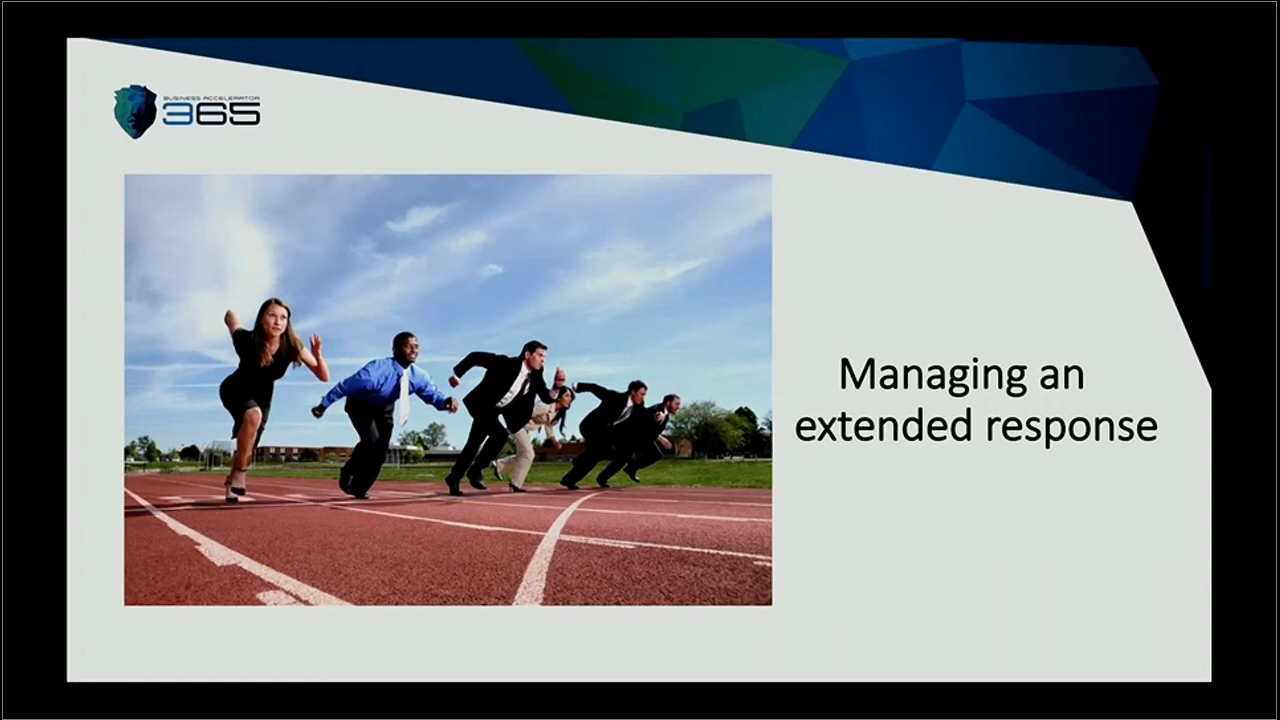 BUSINESS ACCELERATOR
365
Managing an
extended response